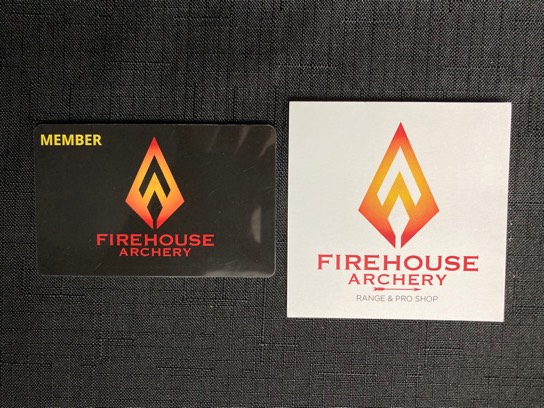 MEMBER
FIREHOUSE
ARCHERY
FIREHOUSE
ARCHERY
RANGE & PRO SHOP